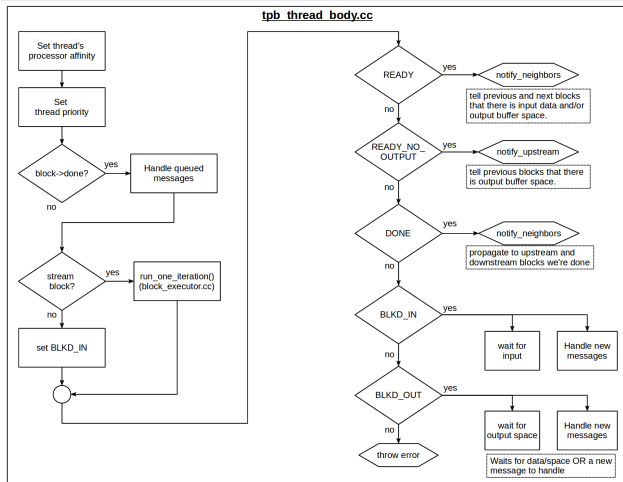 tpb_thread_body.cc
Set thread's
processor affinity
Set
thread priority
block->done?
yes
no
Handle queued
messages
stream
block?
yes
no
run_one_iteration()
(block_executor.cc)
set BLKD_IN
READY
yes
no
notify_neighbors
tell previous and next blocks
that there is input data and/or
output buffer space.
READY_NO_
OUTPUT
yes
no
notify_upstream
tell previous blocks that there
is output buffer space.
DONE
yes
no
notify_neighbors
propagate to upstream and
downstream blocks we're done
BLKD_IN
yes
no
wait for
input
Handle new
messages
BLKD_OUT
yes
no
wait for
output space
Handle new
messages
throw error
Waits for data/space OR a new
message to handle